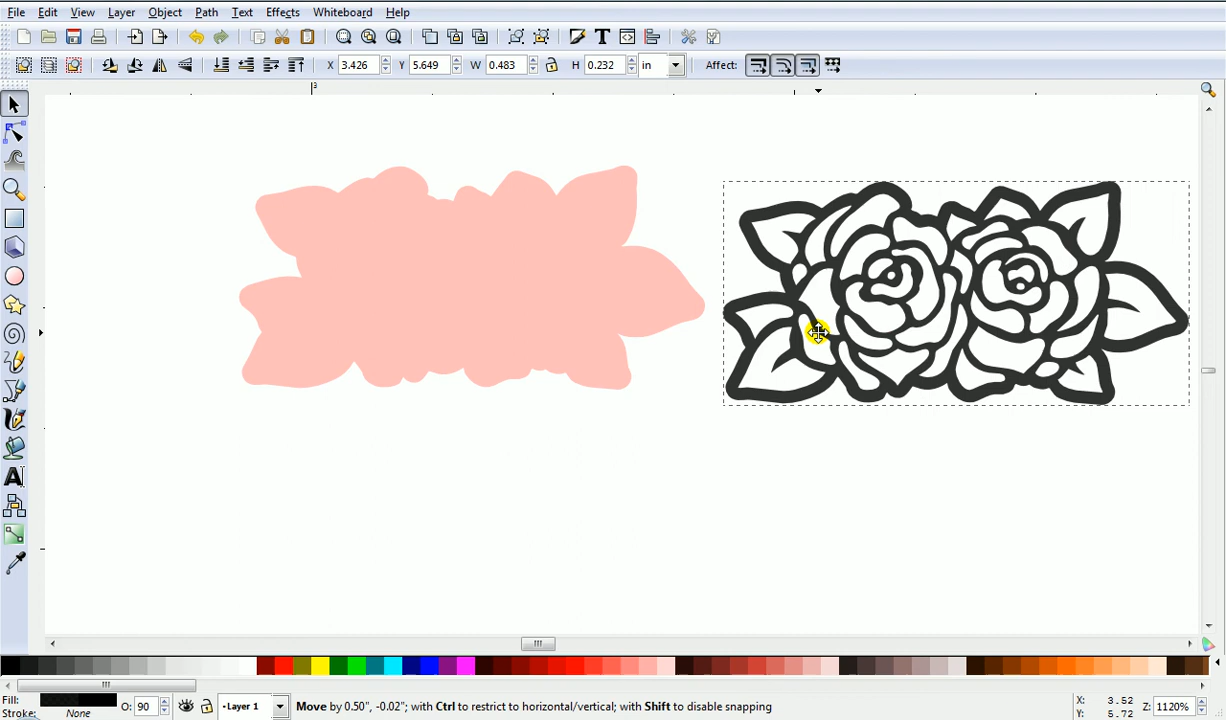 File Edit View Layer Object Path Text Effects Whiteboard Help
X 3.426 Y 5.649 W 0.483 H 0.232 in Affect:
3
Fill: O: 90 Layer 1 Move by 0.50", -0.02"; with Ctrl to restrict to horizontal/vertical; with Shift to disable snapping X: 3.52 Z: 1120%
Stroke: None Y: 5.72